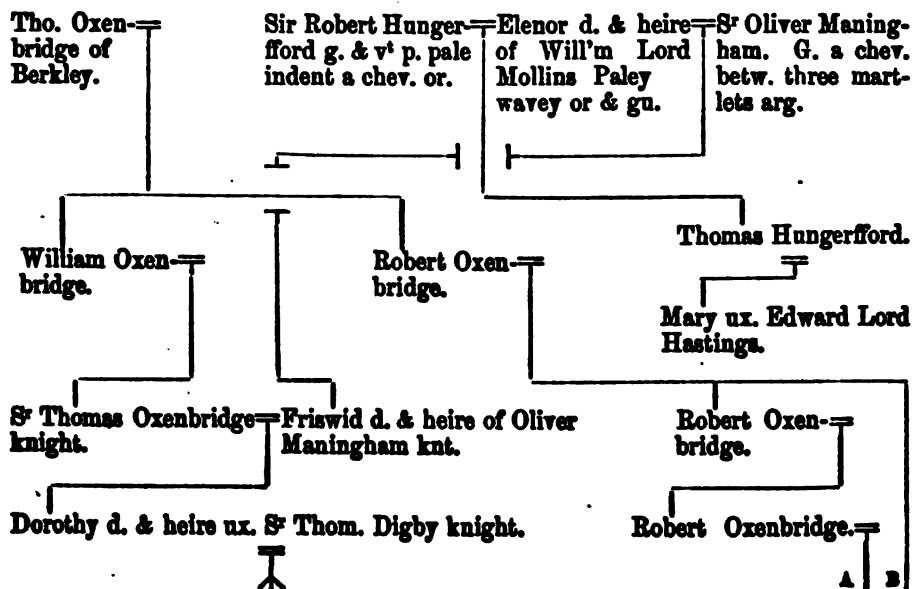 Tho. Oxen-
bridge of
Berkley.
Sir Robert Hunger-
fford g. & vᵗ p. pale
indent a chev. or.
Elenor d. & heire
of Will'm Lord
Mollins Paley
wavey or & gu.
Sʳ Oliver Maning-
ham. G. a chev.
betw. three mart-
lets arg.
Thomas Hungerfford.
William Oxen-
bridge.
Robert Oxen-
bridge.
Mary ux. Edward Lord
Hastings.
Sʳ Thomas Oxenbridge
knight.
Friswid d. & heire of Oliver
Maningham knt.
Robert Oxen-
bridge.
Dorothy d. & heire ux. Sʳ Thom. Digby knight.
Robert Oxenbridge.
A B